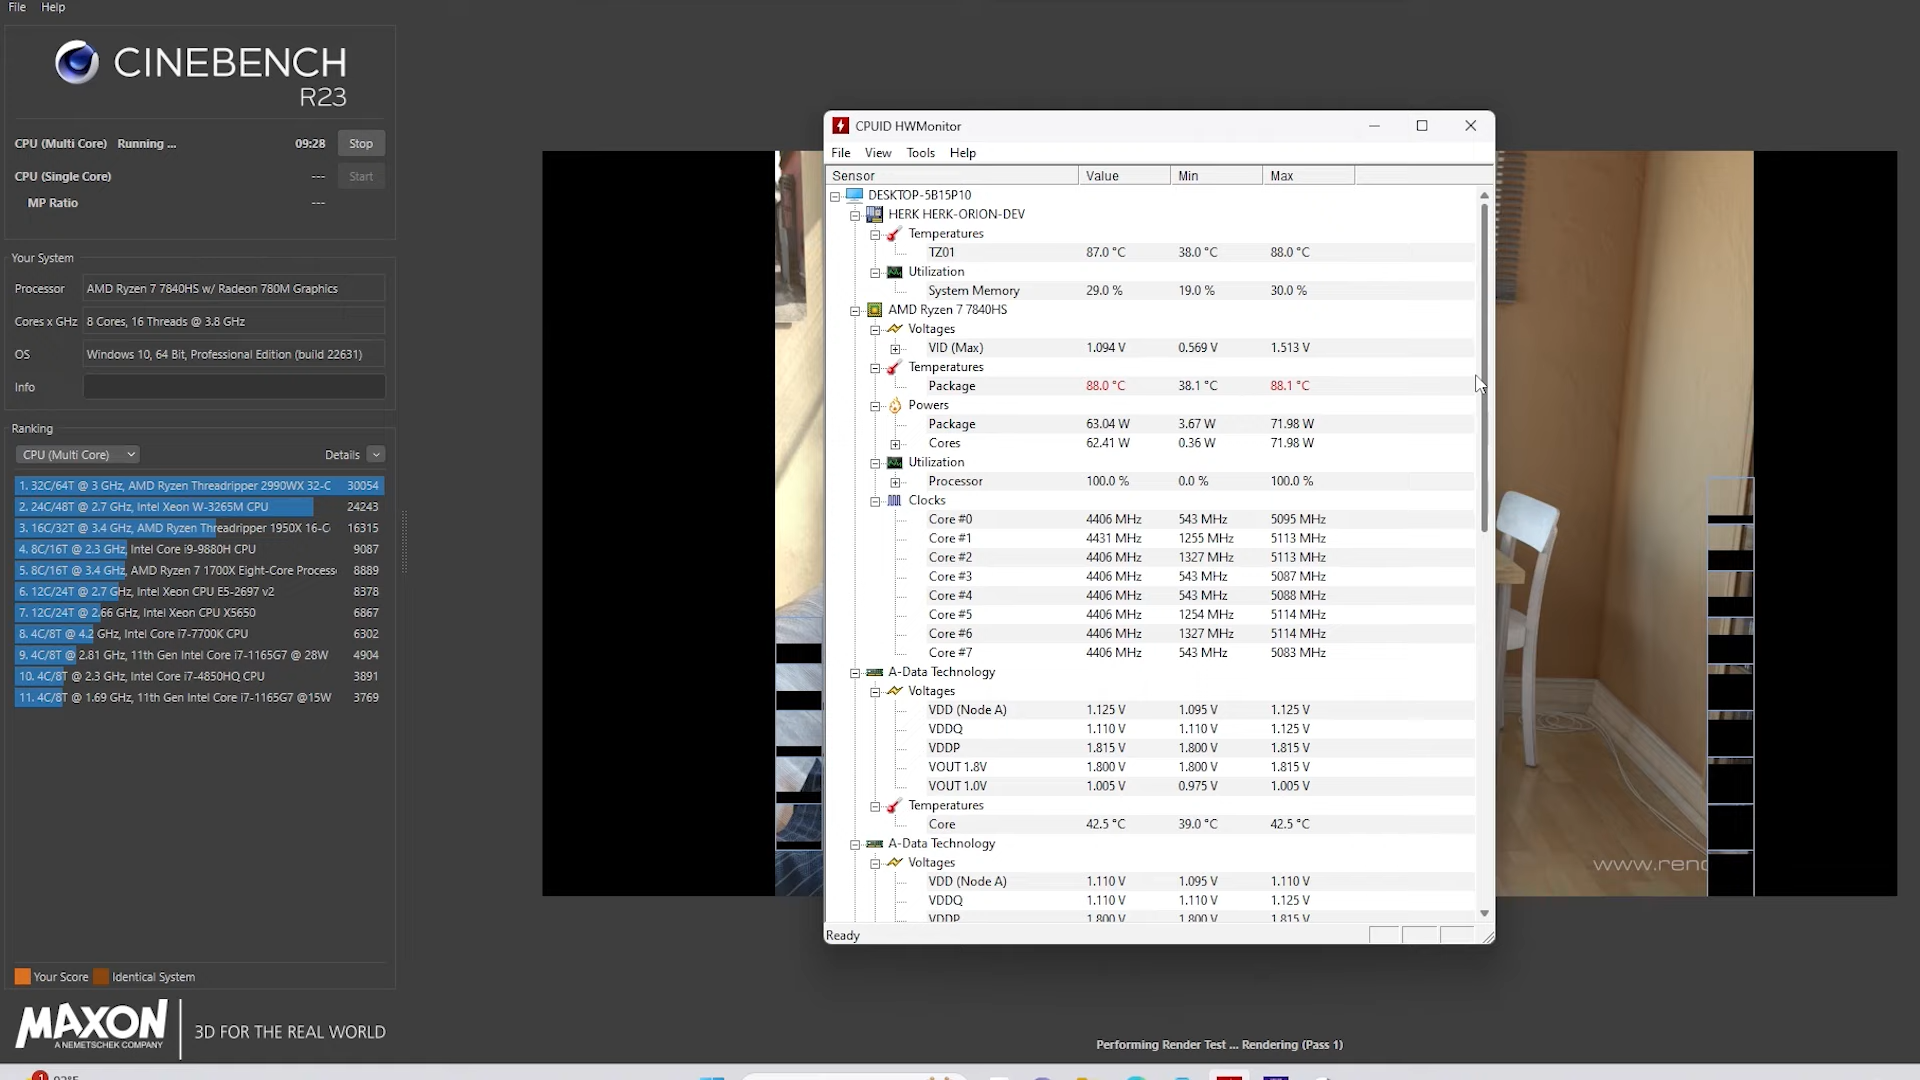 File Help
CINEBENCH
R23
CPU (Multi Core) Running ... 09:28 Stop
CPU (Single Core) --- Start
MP Ratio ---
Your System
Processor AMD Ryzen 7 7840HS w/ Radeon 780M Graphics
Cores x GHz 8 Cores, 16 Threads @ 3.8 GHz
OS Windows 10, 64 Bit, Professional Edition (build 22631)
Info
Ranking
CPU (Multi Core) Details
1. 32C/64T @ 3 GHz, AMD Ryzen Threadripper 2990WX 32-C 30054
2. 24C/48T @ 2.7 GHz, Intel Xeon W-3265M CPU 24243
3. 16C/32T @ 3.4 GHz, AMD Ryzen Threadripper 1950X 16-C 16315
4. 8C/16T @ 2.3 GHz, Intel Core i9-9880H CPU 9087
5. 8C/16T @ 3.4 GHz, AMD Ryzen 7 1700X Eight-Core Process 8889
6. 12C/24T @ 2.7 GHz, Intel Xeon CPU E5-2697 v2 8378
7. 12C/24T @ 2.66 GHz, Intel Xeon CPU X5650 6867
8. 4C/8T @ 4.2 GHz, Intel Core i7-7700K CPU 6302
9. 4C/8T @ 2.81 GHz, 11th Gen Intel Core i7-1165G7 @ 28W 4904
10. 4C/8T @ 2.3 GHz, Intel Core i7-4850HQ CPU 3891
11. 4C/8T @ 1.69 GHz, 11th Gen Intel Core i7-1165G7 @15W 3769
Your Score Identical System
MAXON
A NEMETSCHEK COMPANY
3D FOR THE REAL WORLD
CPUID HWMonitor
File View Tools Help
Sensor Value Min Max
DESKTOP-5B15P10
HERK HERK-ORION-DEV
Temperatures
TZ01 87.0 °C 38.0 °C 88.0 °C
Utilization
System Memory 29.0 % 19.0 % 30.0 %
AMD Ryzen 7 7840HS
Voltages
VID (Max) 1.094 V 0.569 V 1.513 V
Temperatures
Package 88.0 °C 38.1 °C 88.1 °C
Powers
Package 63.04 W 3.67 W 71.98 W
Cores 62.41 W 0.36 W 71.98 W
Utilization
Processor 100.0 % 0.0 % 100.0 %
Clocks
Core #0 4406 MHz 543 MHz 5095 MHz
Core #1 4431 MHz 1255 MHz 5113 MHz
Core #2 4406 MHz 1327 MHz 5113 MHz
Core #3 4406 MHz 543 MHz 5087 MHz
Core #4 4406 MHz 543 MHz 5088 MHz
Core #5 4406 MHz 1254 MHz 5114 MHz
Core #6 4406 MHz 1327 MHz 5114 MHz
Core #7 4406 MHz 543 MHz 5083 MHz
A-Data Technology
Voltages
VDD (Node A) 1.125 V 1.095 V 1.125 V
VDDQ 1.110 V 1.110 V 1.125 V
VDDP 1.815 V 1.800 V 1.815 V
VOUT 1.8V 1.800 V 1.800 V 1.815 V
VOUT 1.0V 1.005 V 0.975 V 1.005 V
Temperatures
Core 42.5 °C 39.0 °C 42.5 °C
A-Data Technology
Voltages
VDD (Node A) 1.110 V 1.095 V 1.110 V
VDDQ 1.110 V 1.110 V 1.125 V
VDDP 1.800 V 1.800 V 1.815 V
Ready
www.ren
Performing Render Test ... Rendering (Pass 1)